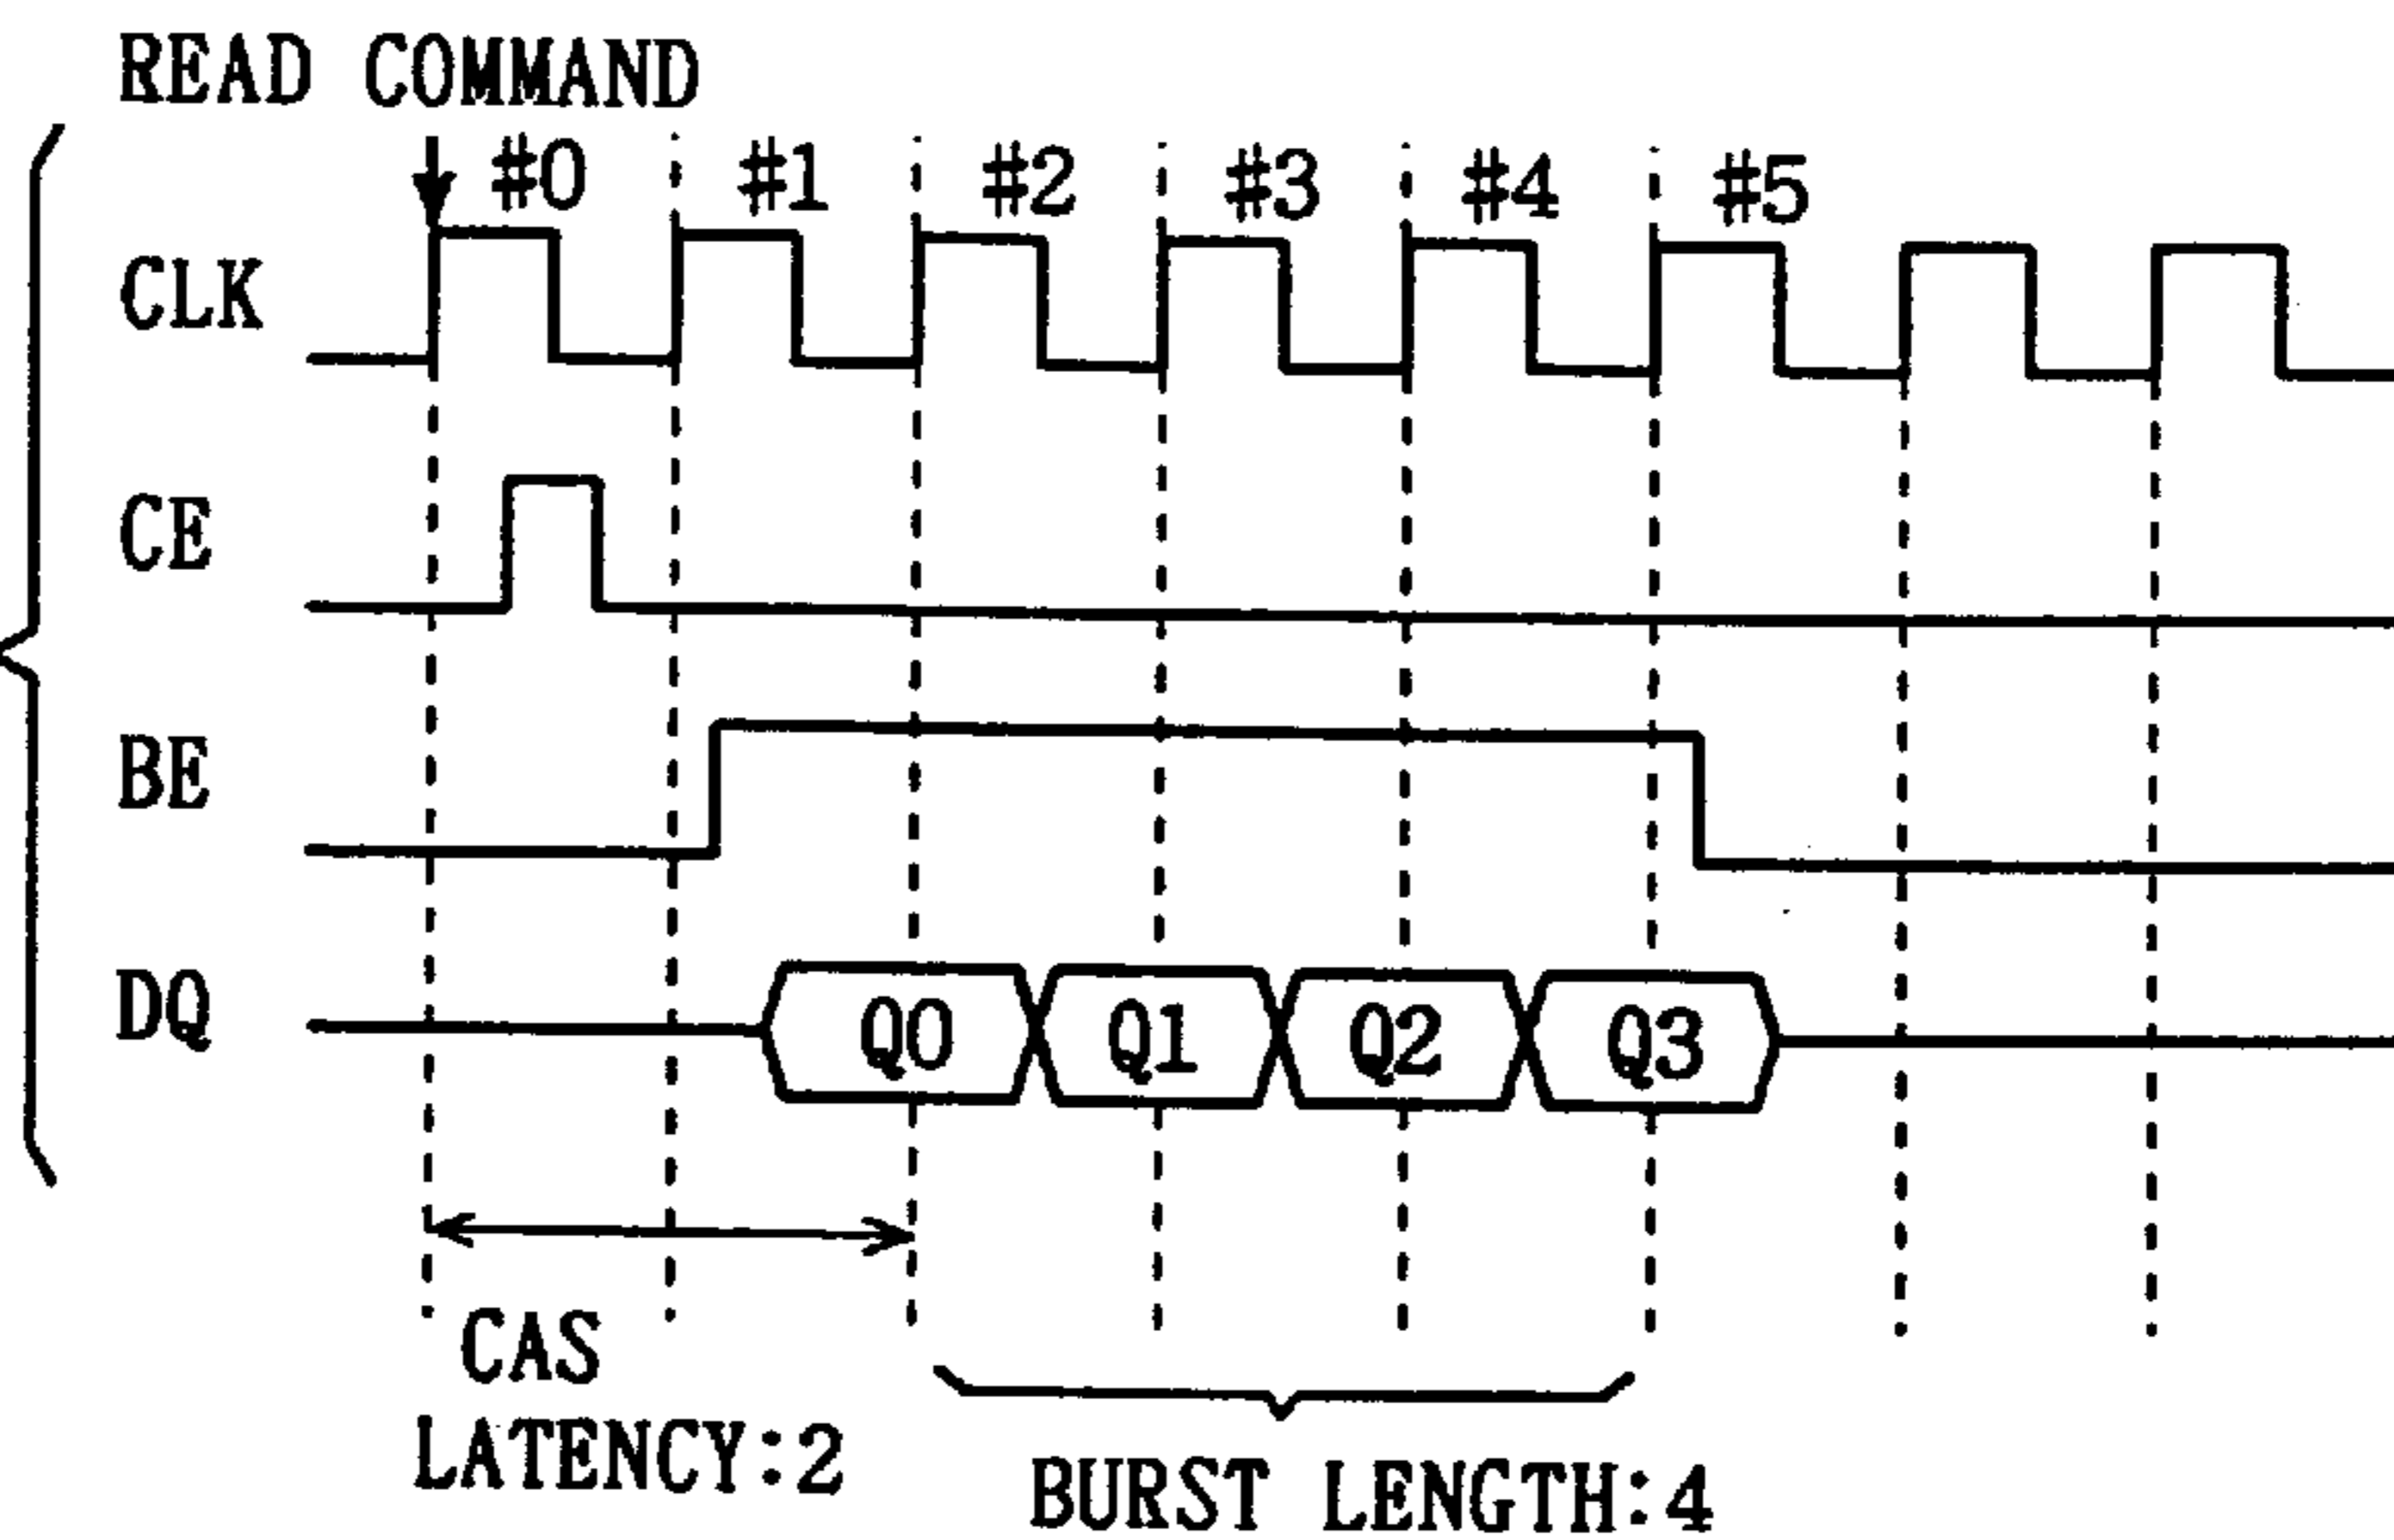 READ COMMAND
#0 #1 #2 #3 #4 #5
CLK
CE
BE
DQ Q0 Q1 Q2 Q3
CAS
LATENCY:2
BURST LENGTH:4